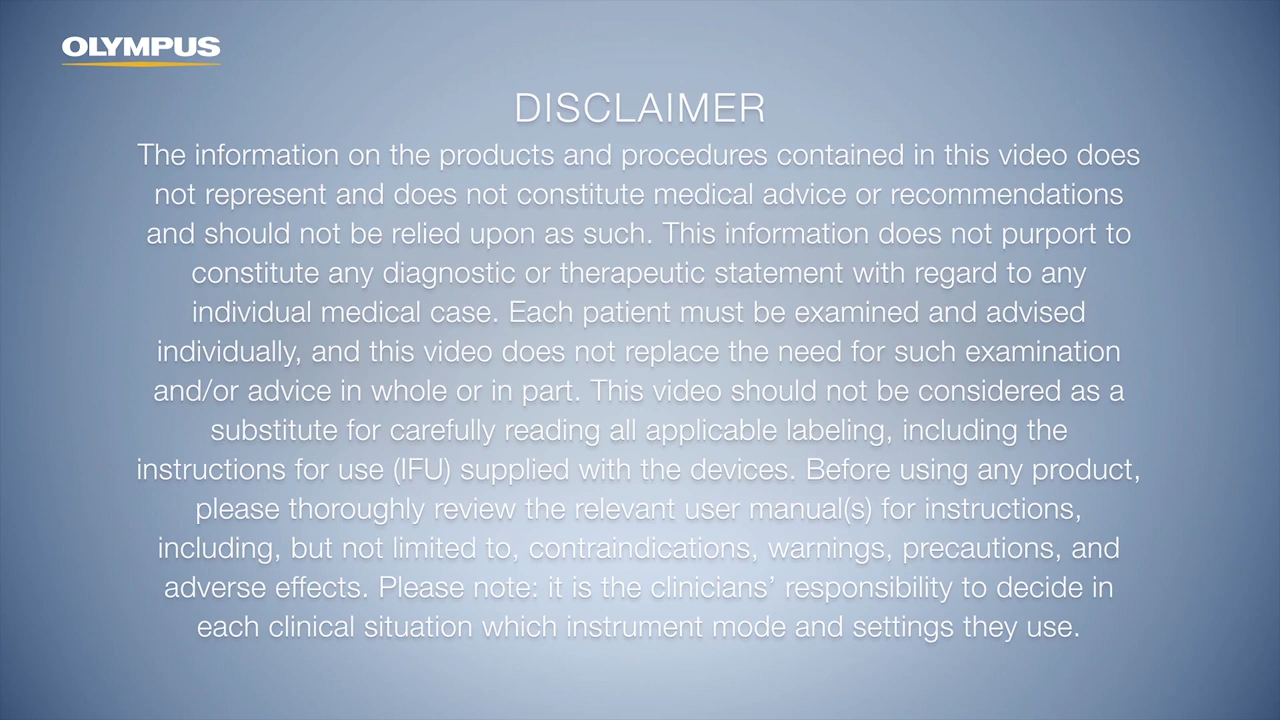 OLYMPUS
DISCLAIMER
The information on the products and procedures contained in this video does
not represent and does not constitute medical advice or recommendations
and should not be relied upon as such. This information does not purport to
constitute any diagnostic or therapeutic statement with regard to any
individual medical case. Each patient must be examined and advised
individually, and this video does not replace the need for such examination
and/or advice in whole or in part. This video should not be considered as a
substitute for carefully reading all applicable labeling, including the
instructions for use (IFU) supplied with the devices. Before using any product,
please thoroughly review the relevant user manual(s) for instructions,
including, but not limited to, contraindications, warnings, precautions, and
adverse effects. Please note: it is the clinicians’ responsibility to decide in
each clinical situation which instrument mode and settings they use.